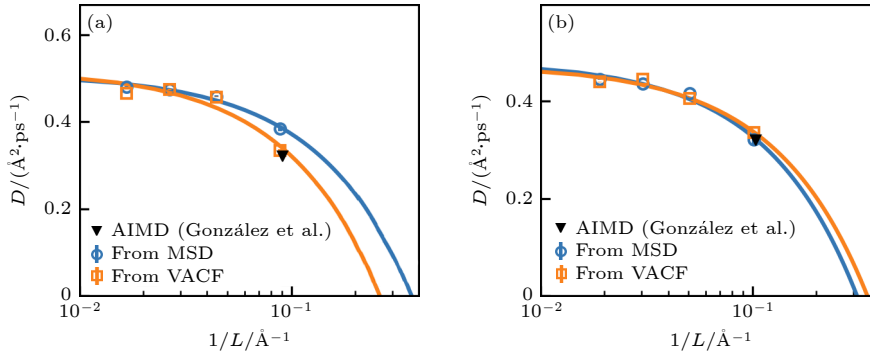 (a)
0.6
0.4
0.2
0
D/(Å²·ps⁻¹)
AIMD (González et al.)
From MSD
From VACF
10⁻²
10⁻¹
1/L/Å⁻¹
(b)
0.4
0.2
0
D/(Å²·ps⁻¹)
AIMD (González et al.)
From MSD
From VACF
10⁻²
10⁻¹
1/L/Å⁻¹